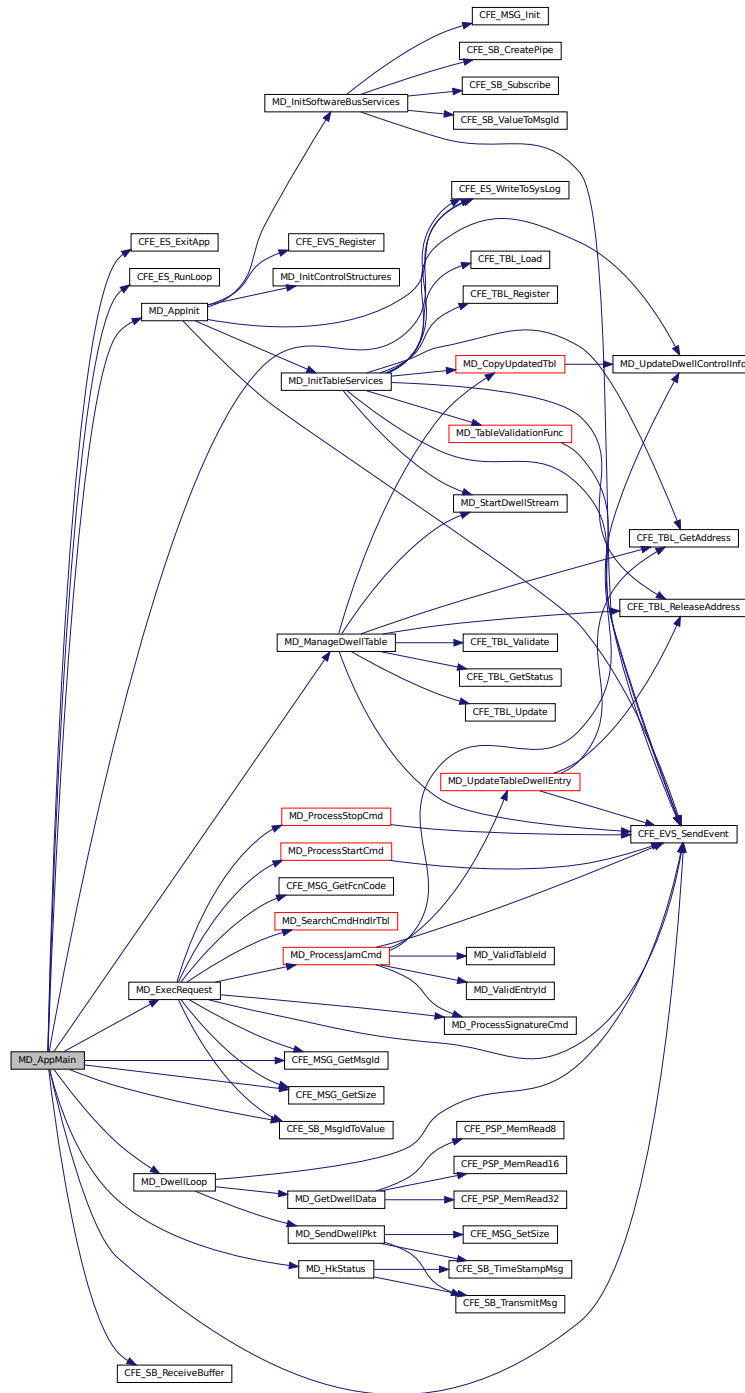 CFE_MSG_Init
CFE_SB_CreatePipe
CFE_SB_Subscribe
MD_InitSoftwareBusServices
CFE_SB_ValueToMsgId
CFE_ES_WriteToSysLog
CFE_ES_ExitApp
CFE_EVS_Register
CFE_TBL_Load
CFE_ES_RunLoop
MD_InitControlStructures
CFE_TBL_Register
MD_AppInit
MD_CopyUpdatedTbl
MD_UpdateDwellControlInfo
MD_InitTableServices
MD_TableValidationFunc
MD_StartDwellStream
CFE_TBL_GetAddress
CFE_TBL_ReleaseAddress
MD_ManageDwellTable
CFE_TBL_Validate
CFE_TBL_GetStatus
CFE_TBL_Update
MD_UpdateTableDwellEntry
MD_ProcessStopCmd
CFE_EVS_SendEvent
MD_ProcessStartCmd
CFE_MSG_GetFcnCode
MD_SearchCmdHndlrTbl
MD_ProcessJamCmd
MD_ValidTableId
MD_ExecRequest
MD_ValidEntryId
MD_ProcessSignatureCmd
MD_AppMain
CFE_MSG_GetMsgId
CFE_MSG_GetSize
CFE_SB_MsgIdToValue
CFE_PSP_MemRead8
CFE_PSP_MemRead16
MD_DwellLoop
MD_GetDwellData
CFE_PSP_MemRead32
MD_SendDwellPkt
CFE_MSG_SetSize
MD_HkStatus
CFE_SB_TimeStampMsg
CFE_SB_TransmitMsg
CFE_SB_ReceiveBuffer